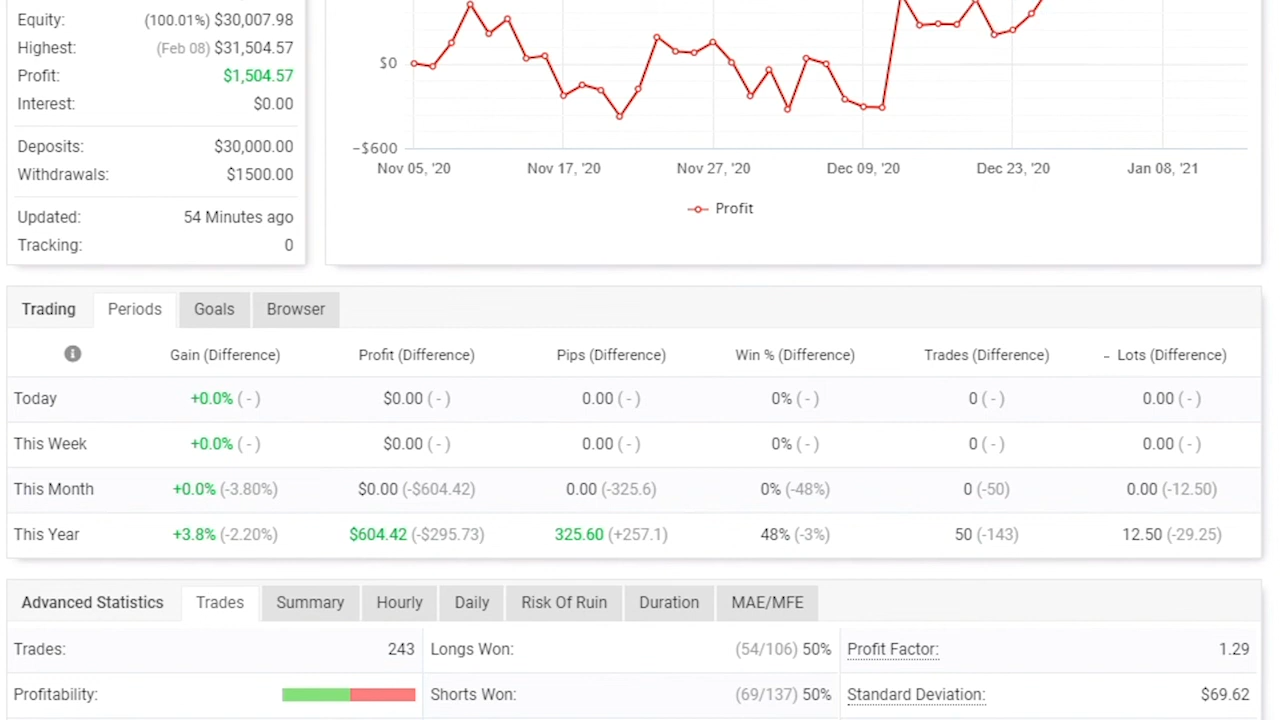 Equity: (100.01%) $30,007.98
Highest: (Feb 08) $31,504.57
Profit: $1,504.57
Interest: $0.00
Deposits: $30,000.00
Withdrawals: $1500.00
Updated: 54 Minutes ago
Tracking: 0
$0
-$600
Nov 05, '20 Nov 17, '20 Nov 27, '20 Dec 09, '20 Dec 23, '20 Jan 08, '21
Profit
Trading Periods Goals Browser
Gain (Difference) Profit (Difference) Pips (Difference) Win % (Difference) Trades (Difference) - Lots (Difference)
Today +0.0% ( - ) $0.00 ( - ) 0.00 ( - ) 0% ( - ) 0 ( - ) 0.00 ( - )
This Week +0.0% ( - ) $0.00 ( - ) 0.00 ( - ) 0% ( - ) 0 ( - ) 0.00 ( - )
This Month +0.0% (-3.80%) $0.00 (-$604.42) 0.00 (-325.6) 0% (-48%) 0 (-50) 0.00 (-12.50)
This Year +3.8% (-2.20%) $604.42 (-$295.73) 325.60 (+257.1) 48% (-3%) 50 (-143) 12.50 (-29.25)
Advanced Statistics Trades Summary Hourly Daily Risk Of Ruin Duration MAE/MFE
Trades: 243 Longs Won: (54/106) 50% Profit Factor: 1.29
Profitability: Shorts Won: (69/137) 50% Standard Deviation: $69.62